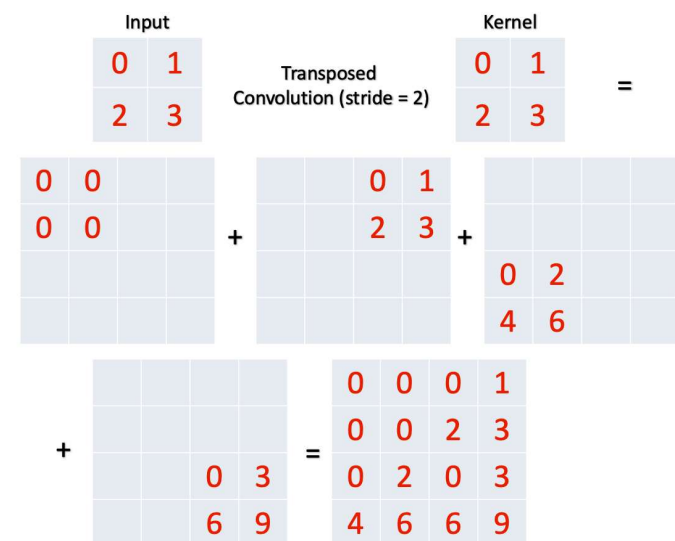 Input Kernel
0 1 Transposed 0 1 =
Convolution (stride = 2)
2 3 2 3
0 0 0 1
0 0 + 2 3 +
0 2
4 6
0 0 0 1
+ 0 0 2 3
0 3 = 0 2 0 3
6 9 4 6 6 9